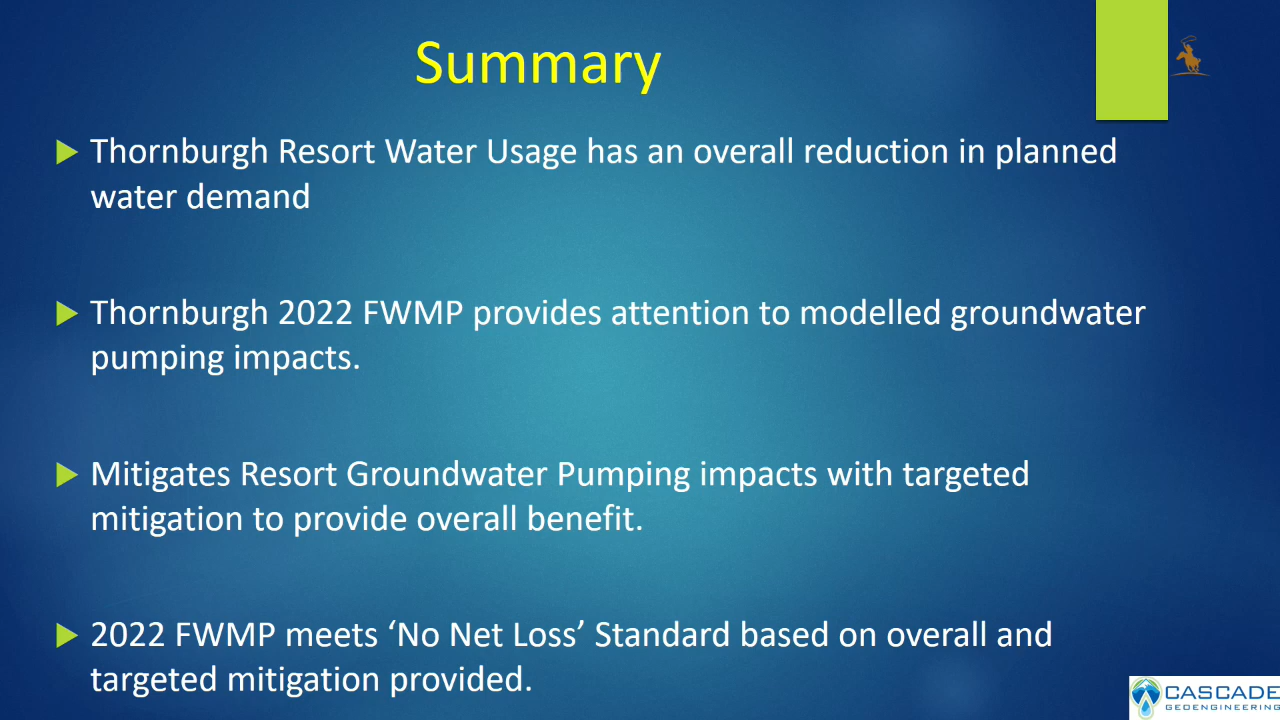 Summary
Thornburgh Resort Water Usage has an overall reduction in planned
water demand
Thornburgh 2022 FWMP provides attention to modelled groundwater
pumping impacts.
Mitigates Resort Groundwater Pumping impacts with targeted
mitigation to provide overall benefit.
2022 FWMP meets ‘No Net Loss’ Standard based on overall and
targeted mitigation provided.
CASCADE
GEOENGINEERING